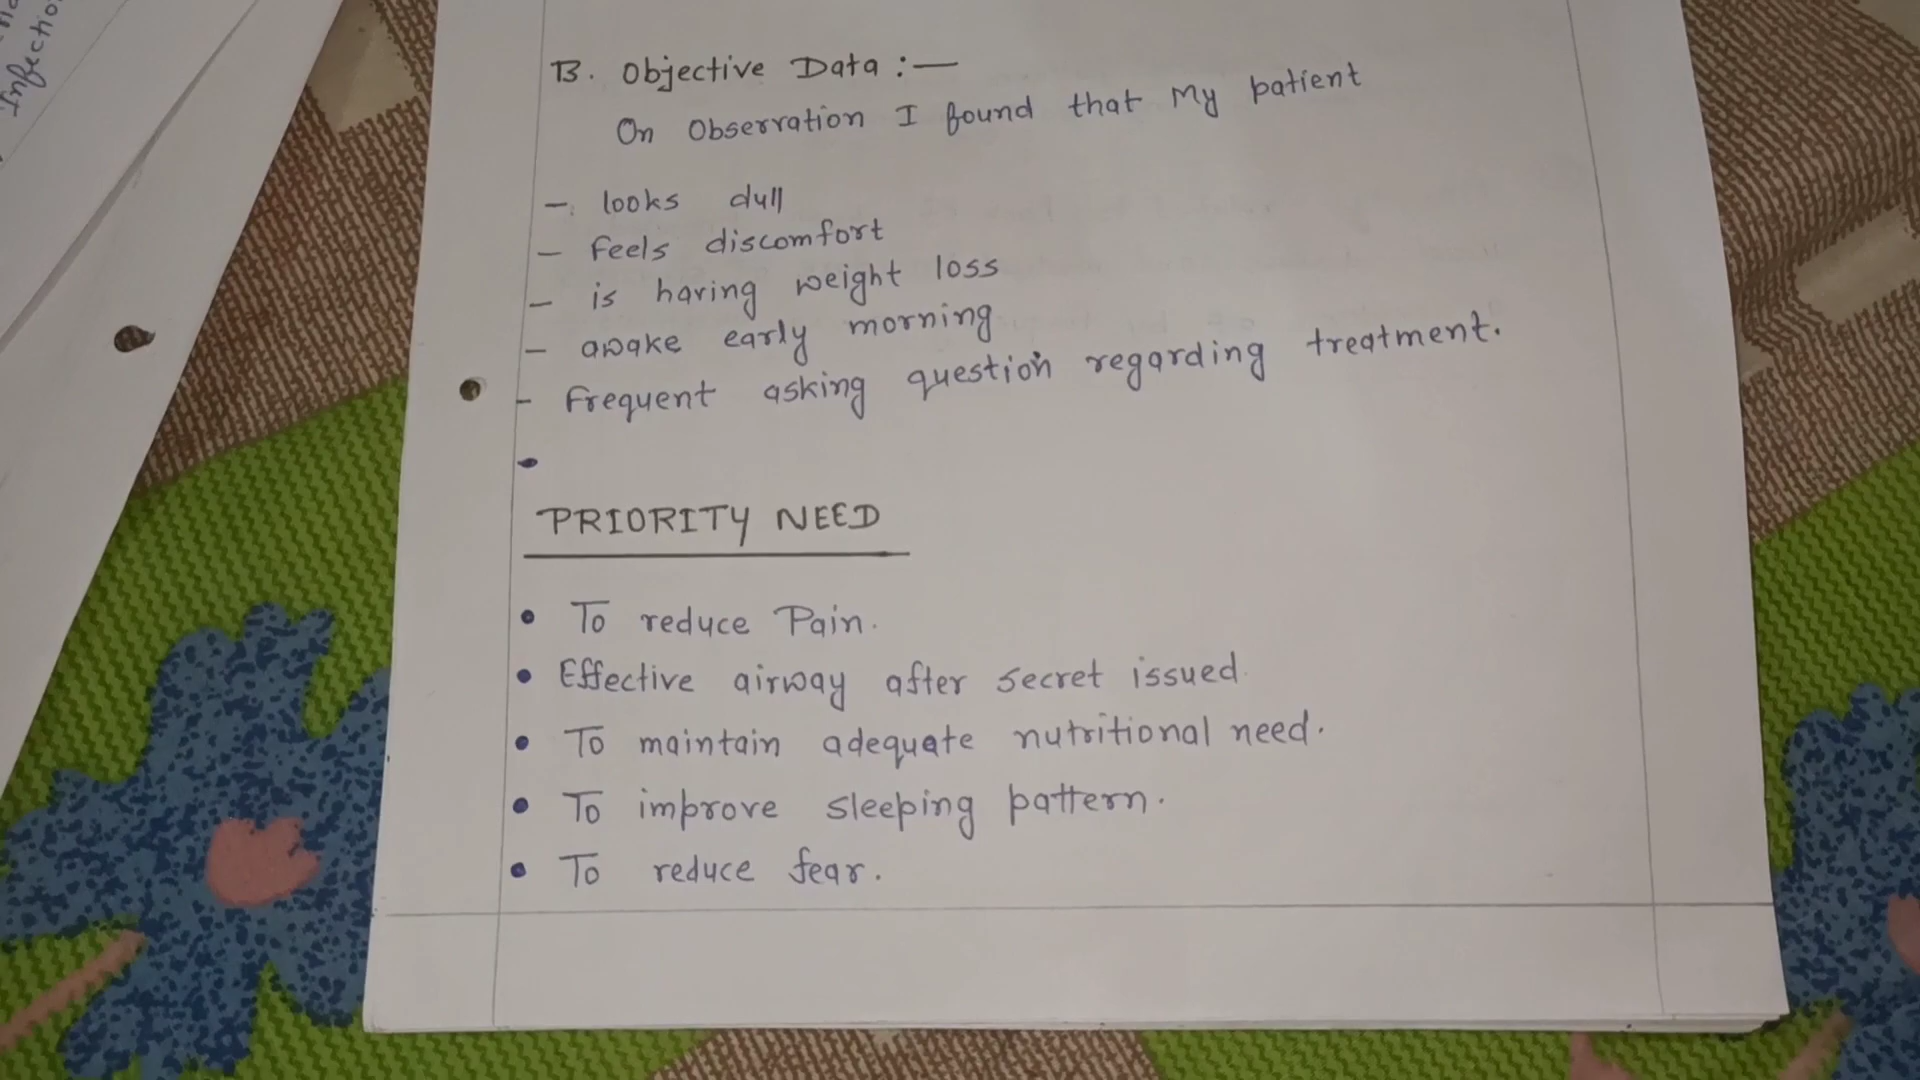 Infectio
B. Objective Data :—
On Observation I found that My patient
– looks dull
– Feels discomfort
– is having weight loss
– awake early morning
– Frequent asking question regarding treatment.
PRIORITY NEED
• To reduce Pain.
• Effective airway after secret issued.
• To maintain adequate nutritional need.
• To improve sleeping pattern.
• To reduce fear.